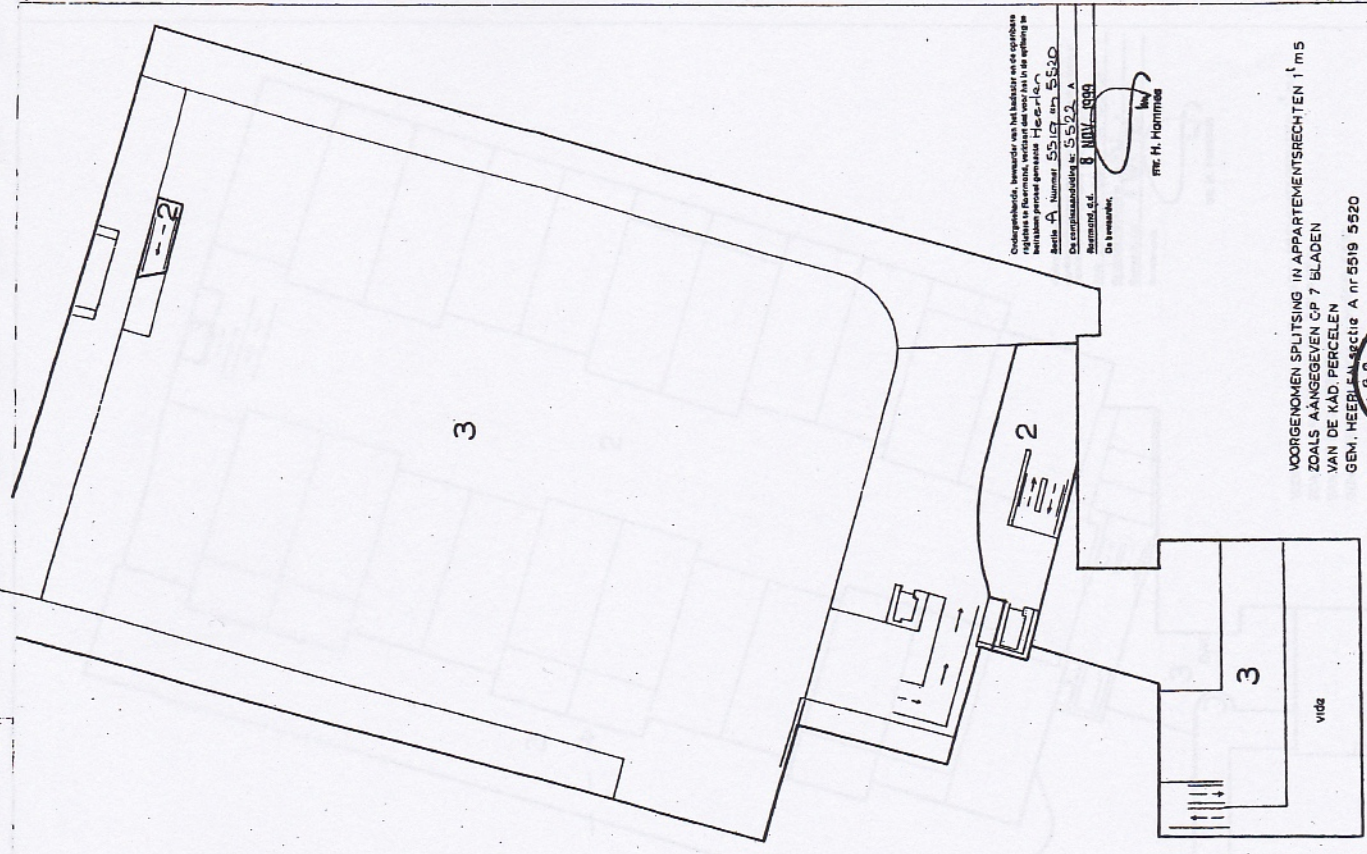 Ondergetekende, bewaarder van het kadaster en de openbare
registers te Roermond, verklaart dat voor het in de splitsing te
betrekken perceel gemeente Heerlen
sectie A Nummer 5519 en 5520
De complexaanduiding is: 5522 A
Roermond, d.d. 8 NOV. 1999
De bewaarder,
mr. H. Hammes
VOORGENOMEN SPLITSING IN APPARTEMENTSRECHTEN 1 t'm 5
ZOALS AANGEGEVEN OP 7 BLADEN
VAN DE KAD. PERCELEN
GEM. HEERLEN sectie A nr 5519 5520
2
3
2
3
vide